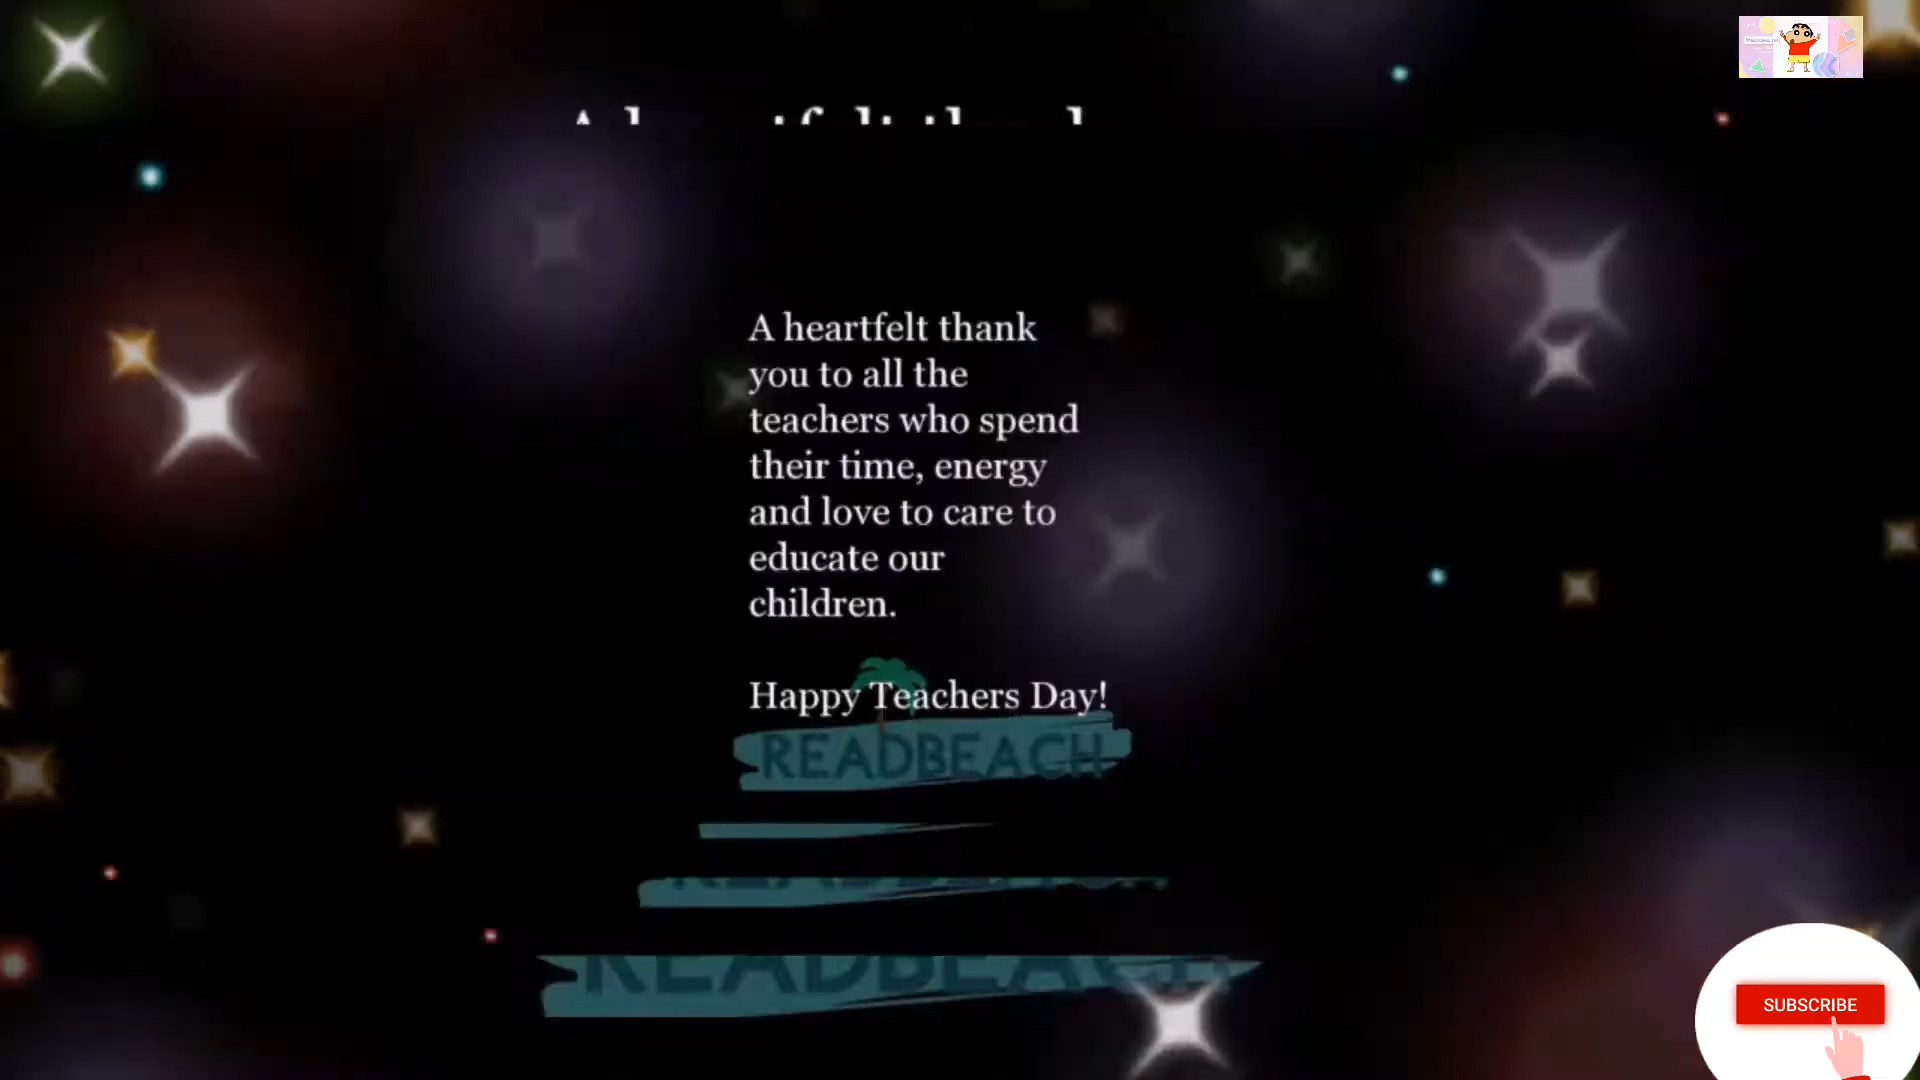 A heartfelt thank
you to all the
teachers who spend
their time, energy
and love to care to
educate our
children.
Happy Teachers Day!
READBEACH
READBEACH
SUBSCRIBE